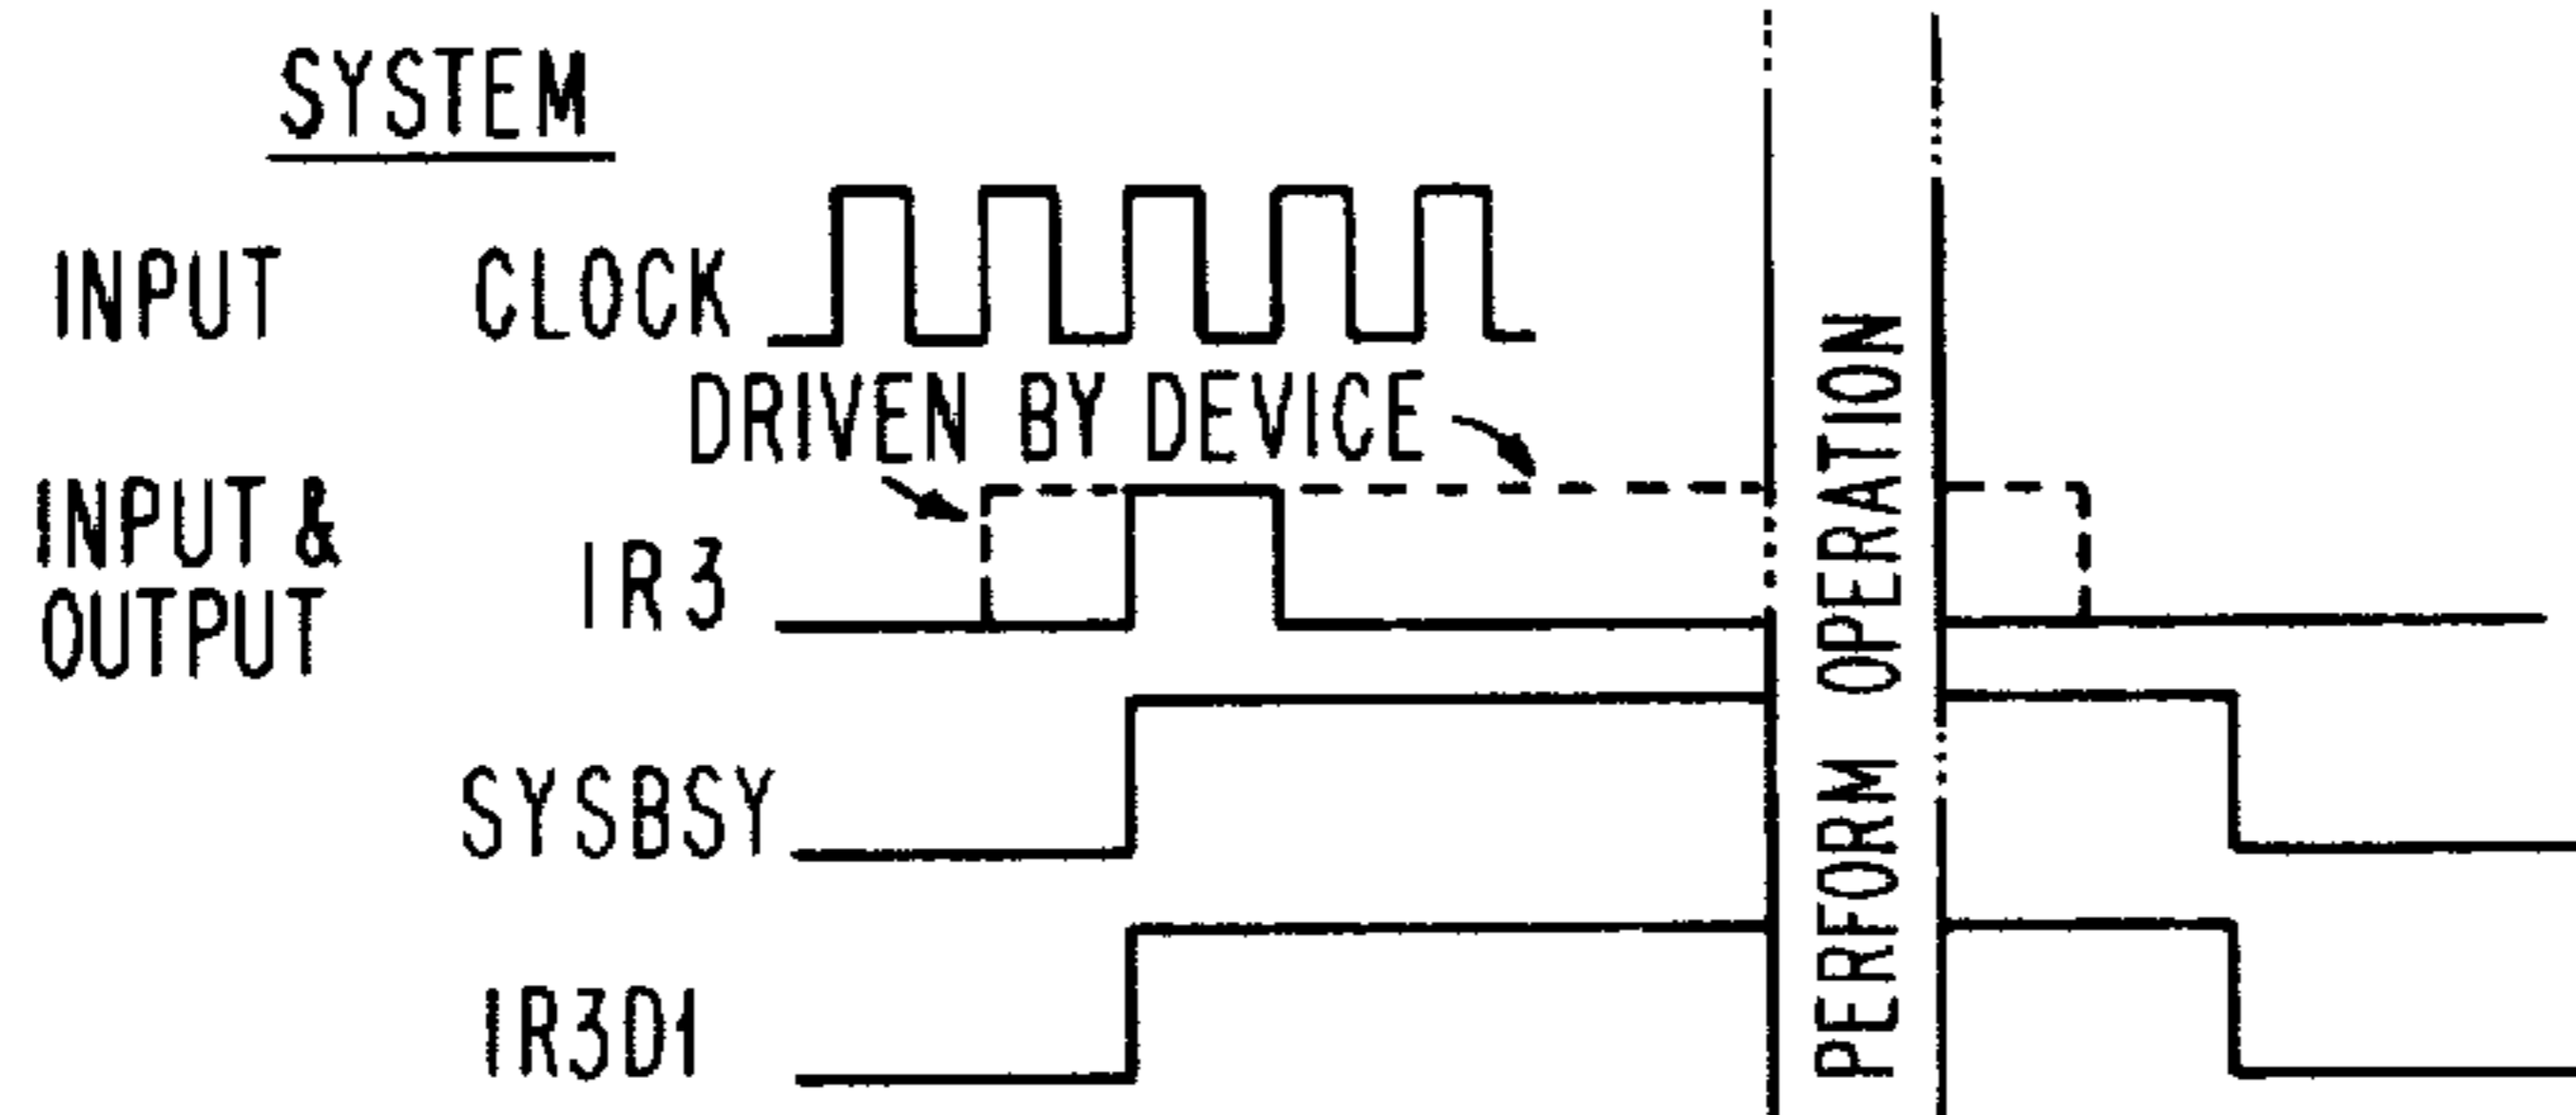 SYSTEM
INPUT CLOCK
DRIVEN BY DEVICE
INPUT &
OUTPUT
IR3
SYSBSY
IR3D1
PERFORM OPERATION